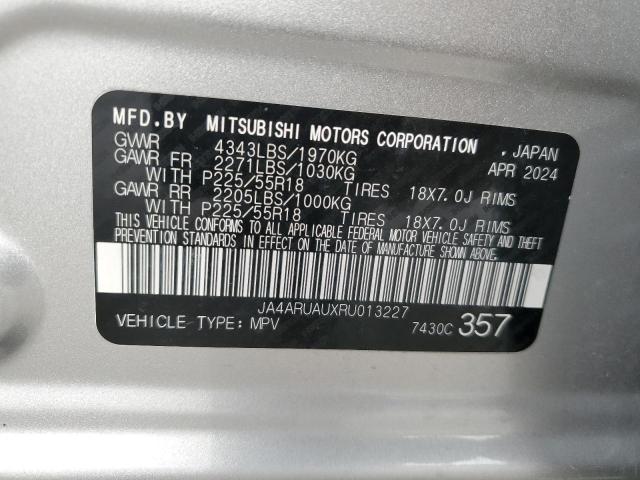 MFD.BY MITSUBISHI MOTORS CORPORATION , JAPAN
GVWR 4343LBS/1970KG APR 2024
GAWR FR 2271LBS/1030KG
WITH P225/55R18 TIRES 18X7.0J RIMS
GAWR RR 2205LBS/1000KG
WITH P225/55R18 TIRES 18X7.0J RIMS
THIS VEHICLE CONFORMS TO ALL APPLICABLE FEDERAL MOTOR VEHICLE SAFETY AND THEFT
PREVENTION STANDARDS IN EFFECT ON THE DATE OF MANUFACTURE SHOWN ABOVE.
JA4ARUAUXRU013227
VEHICLE TYPE: MPV 7430C 357